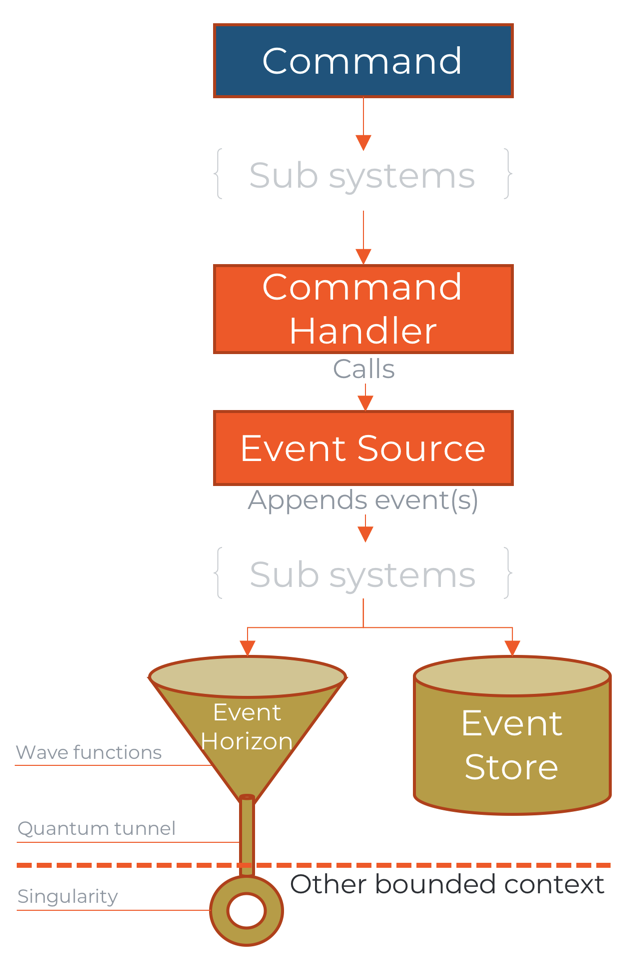 Command
Sub systems
Command
Handler
Calls
Event Source
Appends event(s)
Sub systems
Event
Horizon
Event
Store
Wave functions
Quantum tunnel
Singularity
Other bounded context